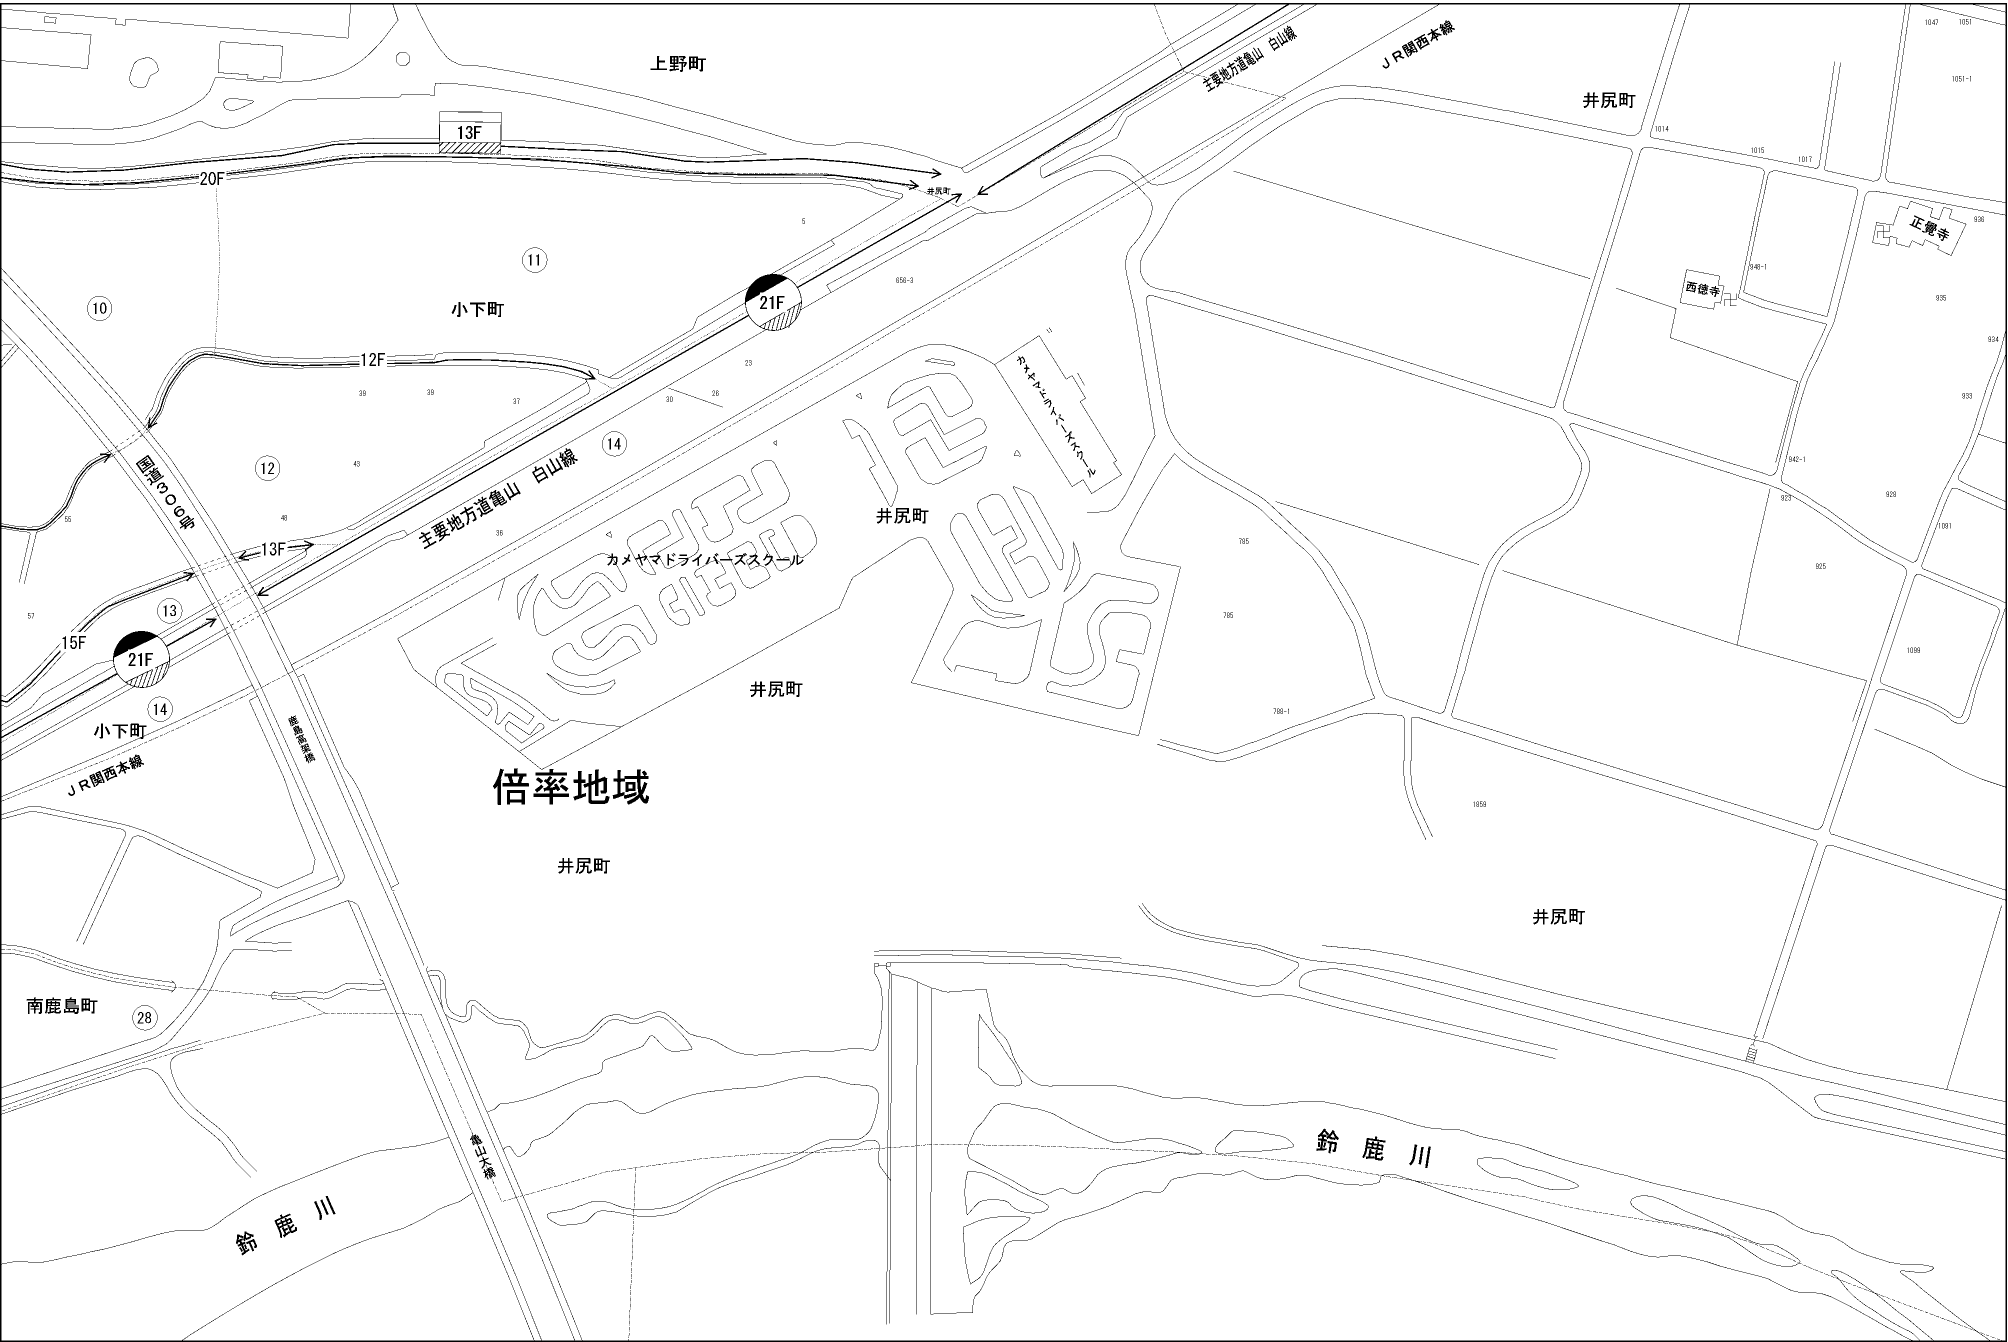 1047
1051
主要地方道亀山　白山線
ＪＲ関西本線
上野町
1051-1
井尻町
13F
1014
1015
1017
20F
井尻町
5
936
正覺寺
⑪
948-1
656-3
西徳寺
935
⑩
小下町
21F
934
12F
23
カメヤマドライバーズスクール
39
39
37
30
26
933
⑭
⑫
43
942-1
国道306号
主要地方道亀山　白山線
928
923
55
48
井尻町
1091
36
785
13F
カメヤマドライバーズスクール
925
⑬
57
785
15F
21F
1099
井尻町
⑭
789-1
小下町
鹿島高架橋
ＪＲ関西本線
倍率地域
1859
井尻町
井尻町
南鹿島町
㉘
亀山大橋
鈴鹿川
鈴鹿川